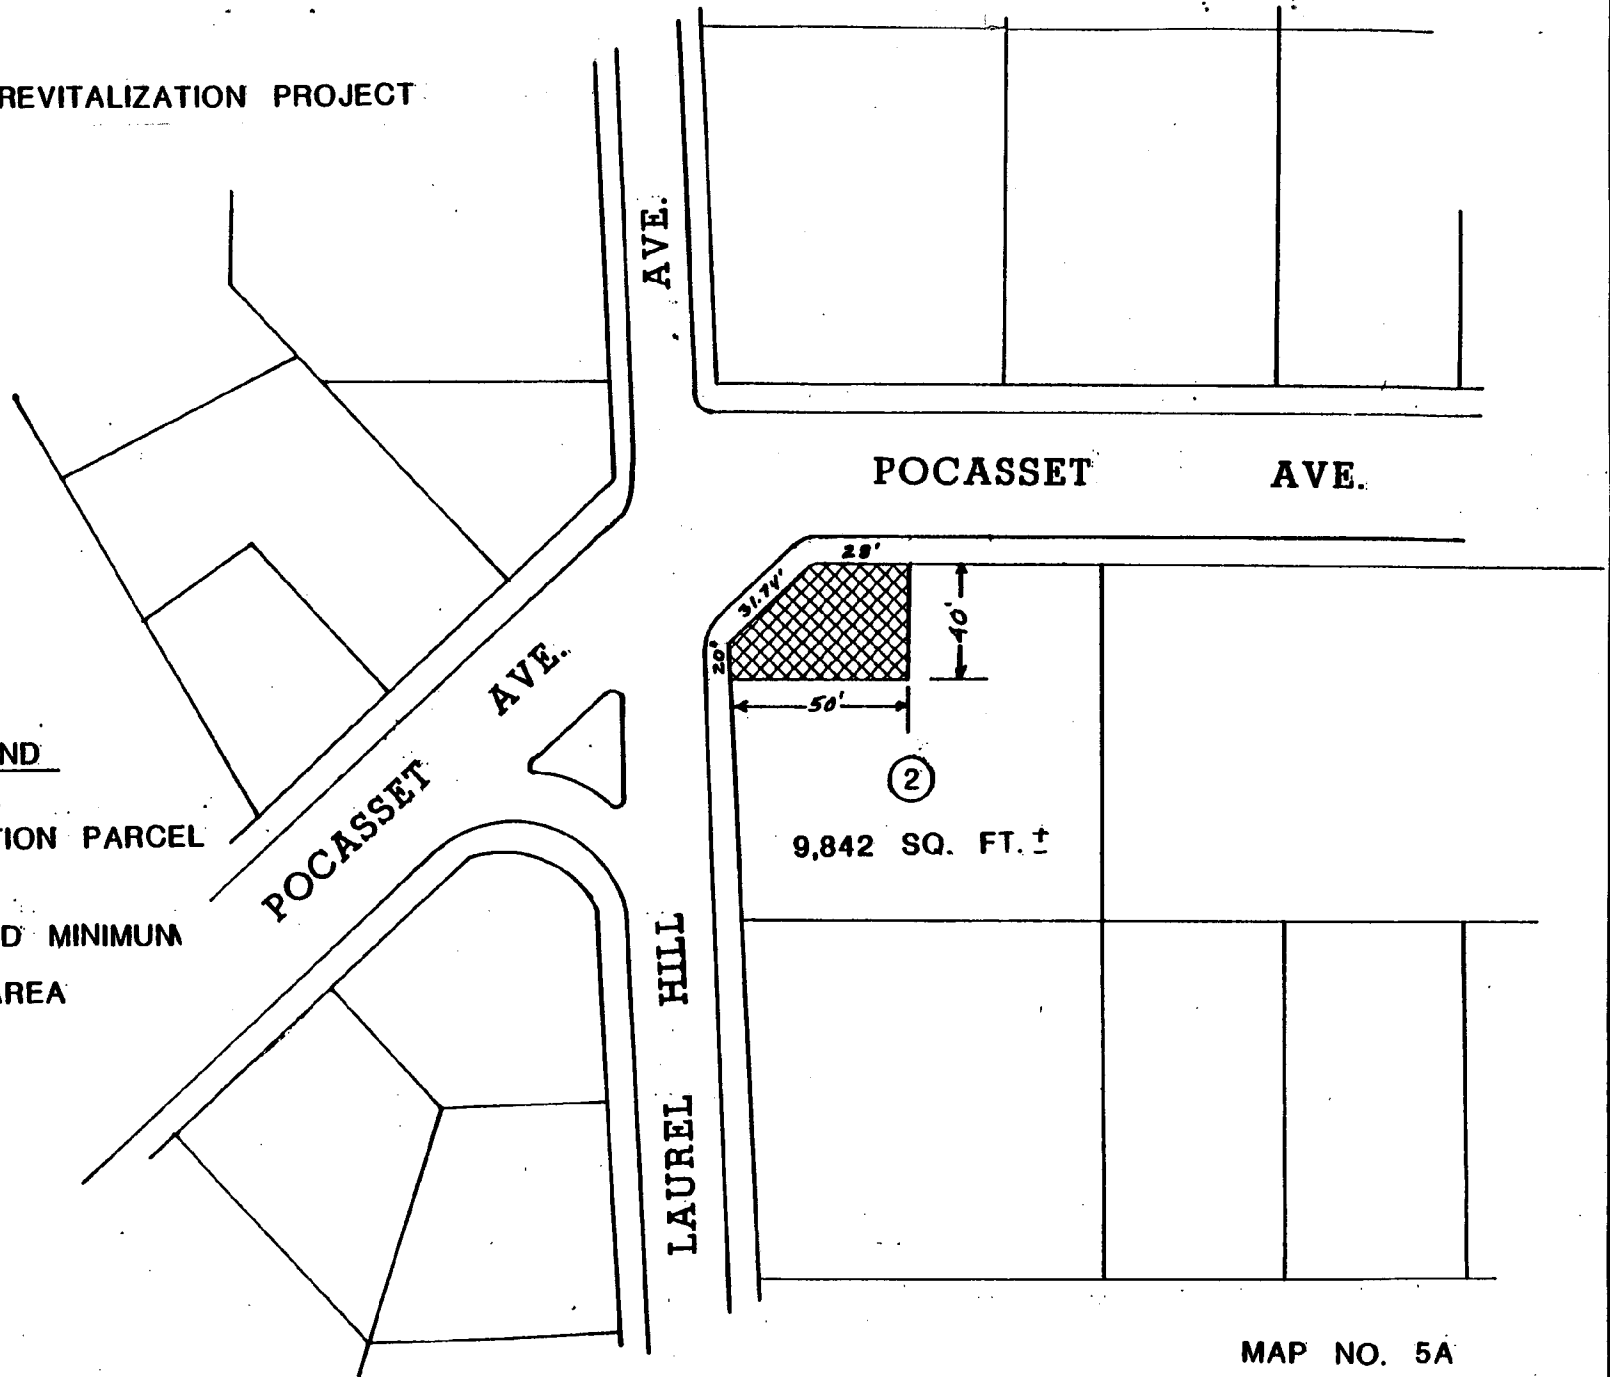 REVITALIZATION PROJECT
AVE.
POCASSET AVE.
28'
31.74'
20'
40'
50'
2
9,842 SQ. FT. ±
POCASSET AVE.
ND
TION PARCEL
D MINIMUM
AREA
LAUREL HILL
MAP NO. 5A